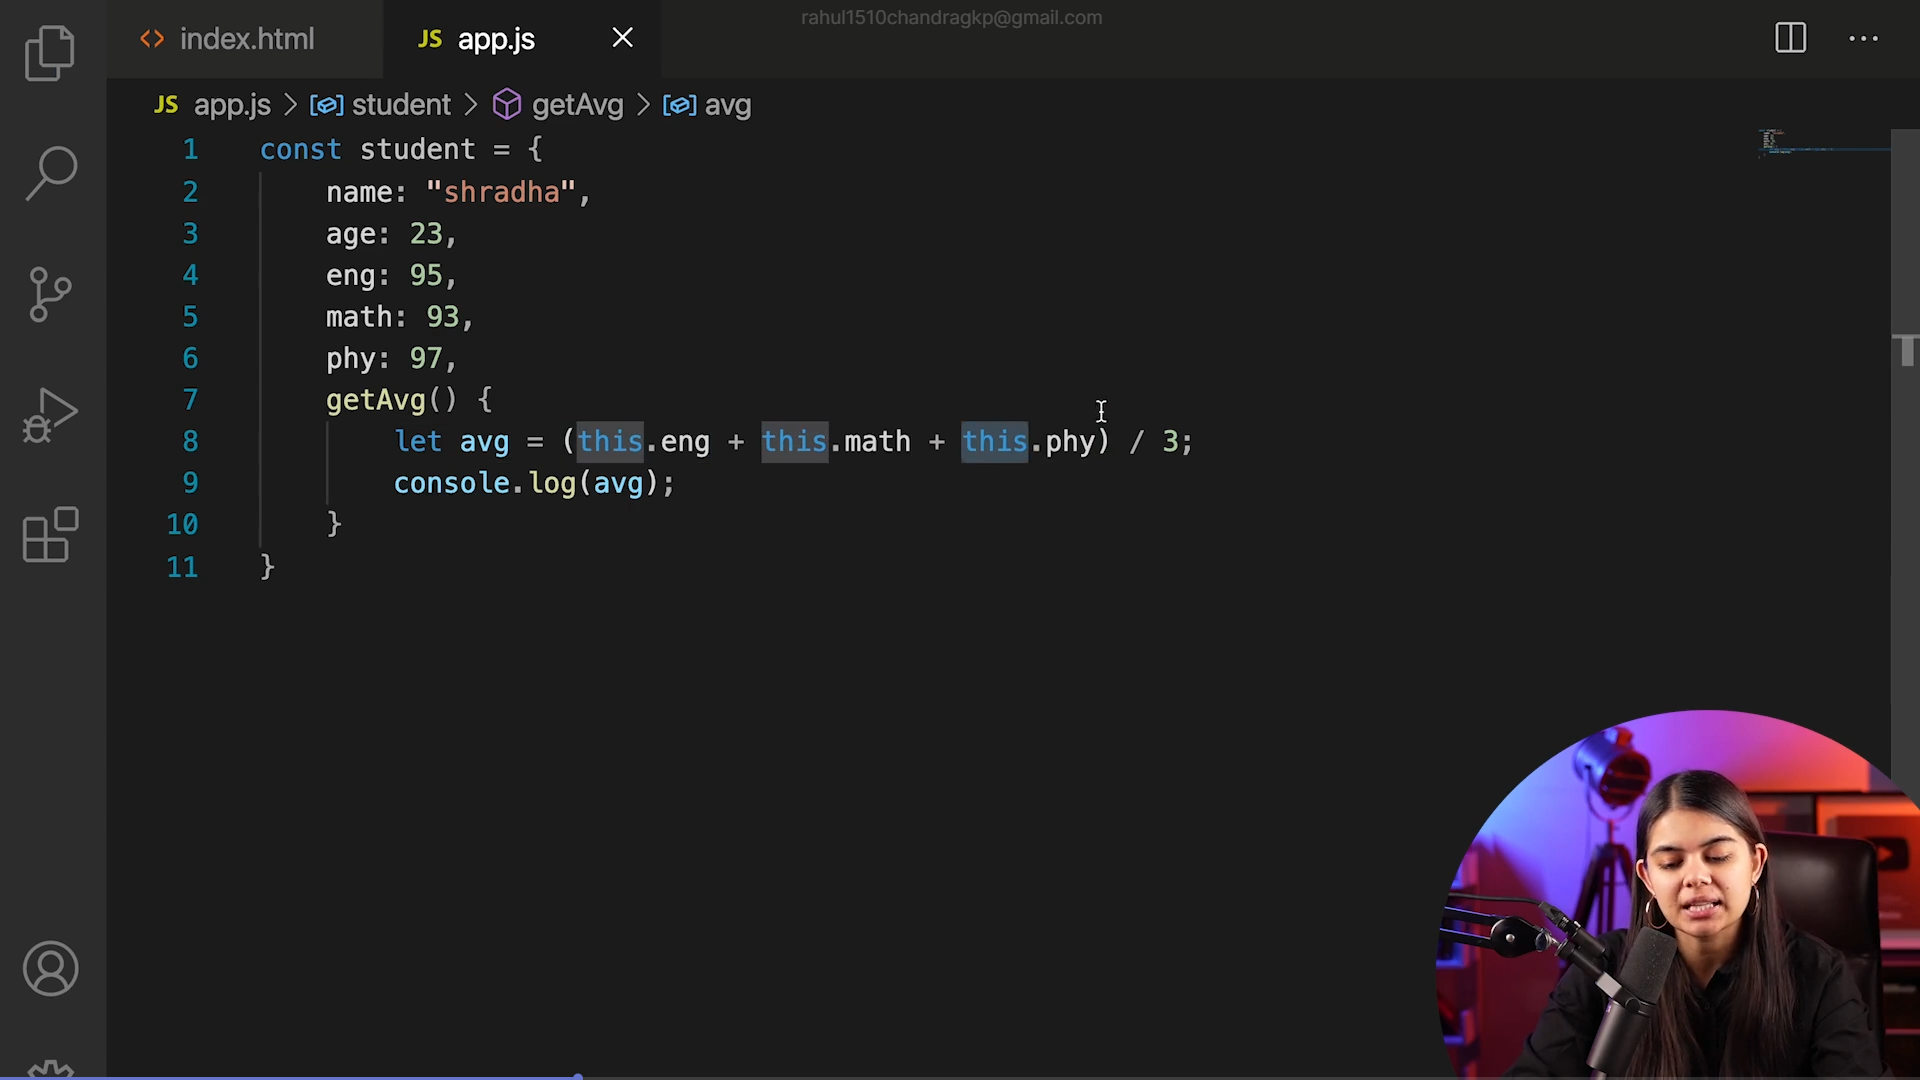 rahul1510chandragkp@gmail.com
<> index.html
JS app.js
JS app.js > student > getAvg > avg
1 const student = {
2 name: "shradha",
3 age: 23,
4 eng: 95,
5 math: 93,
6 phy: 97,
7 getAvg() {
8 let avg = (this.eng + this.math + this.phy) / 3;
9 console.log(avg);
10 }
11 }